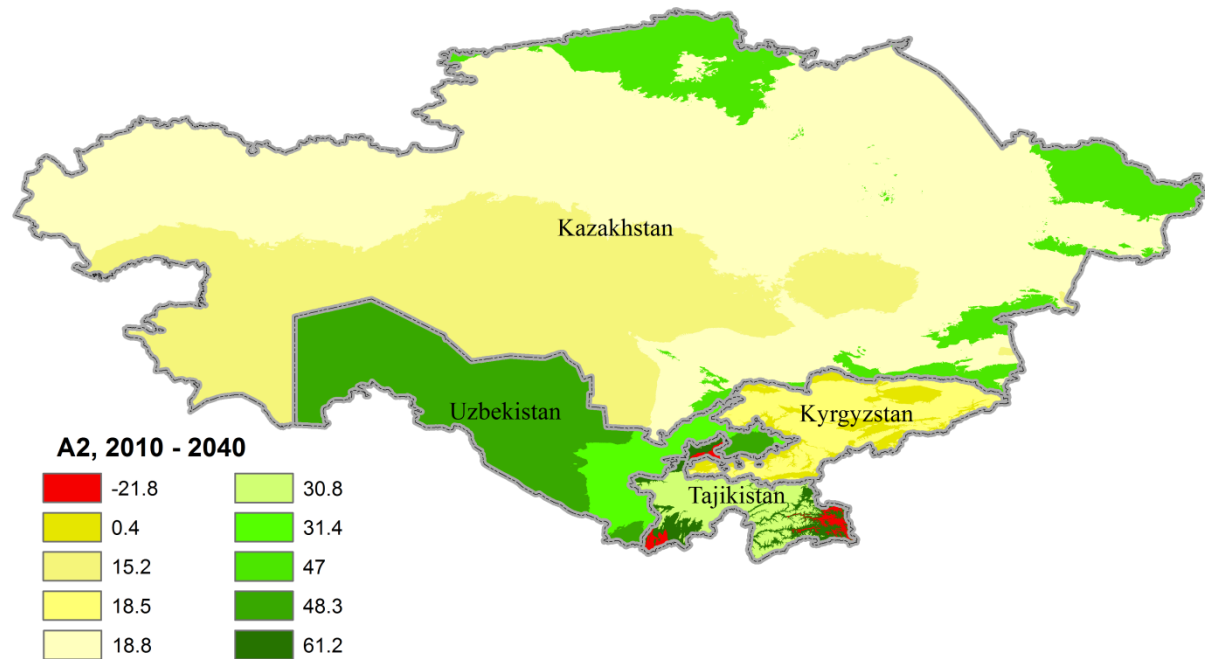 Kazakhstan
Uzbekistan
Kyrgyzstan
Tajikistan
A2, 2010 - 2040
-21.8
0.4
15.2
18.5
18.8
30.8
31.4
47
48.3
61.2